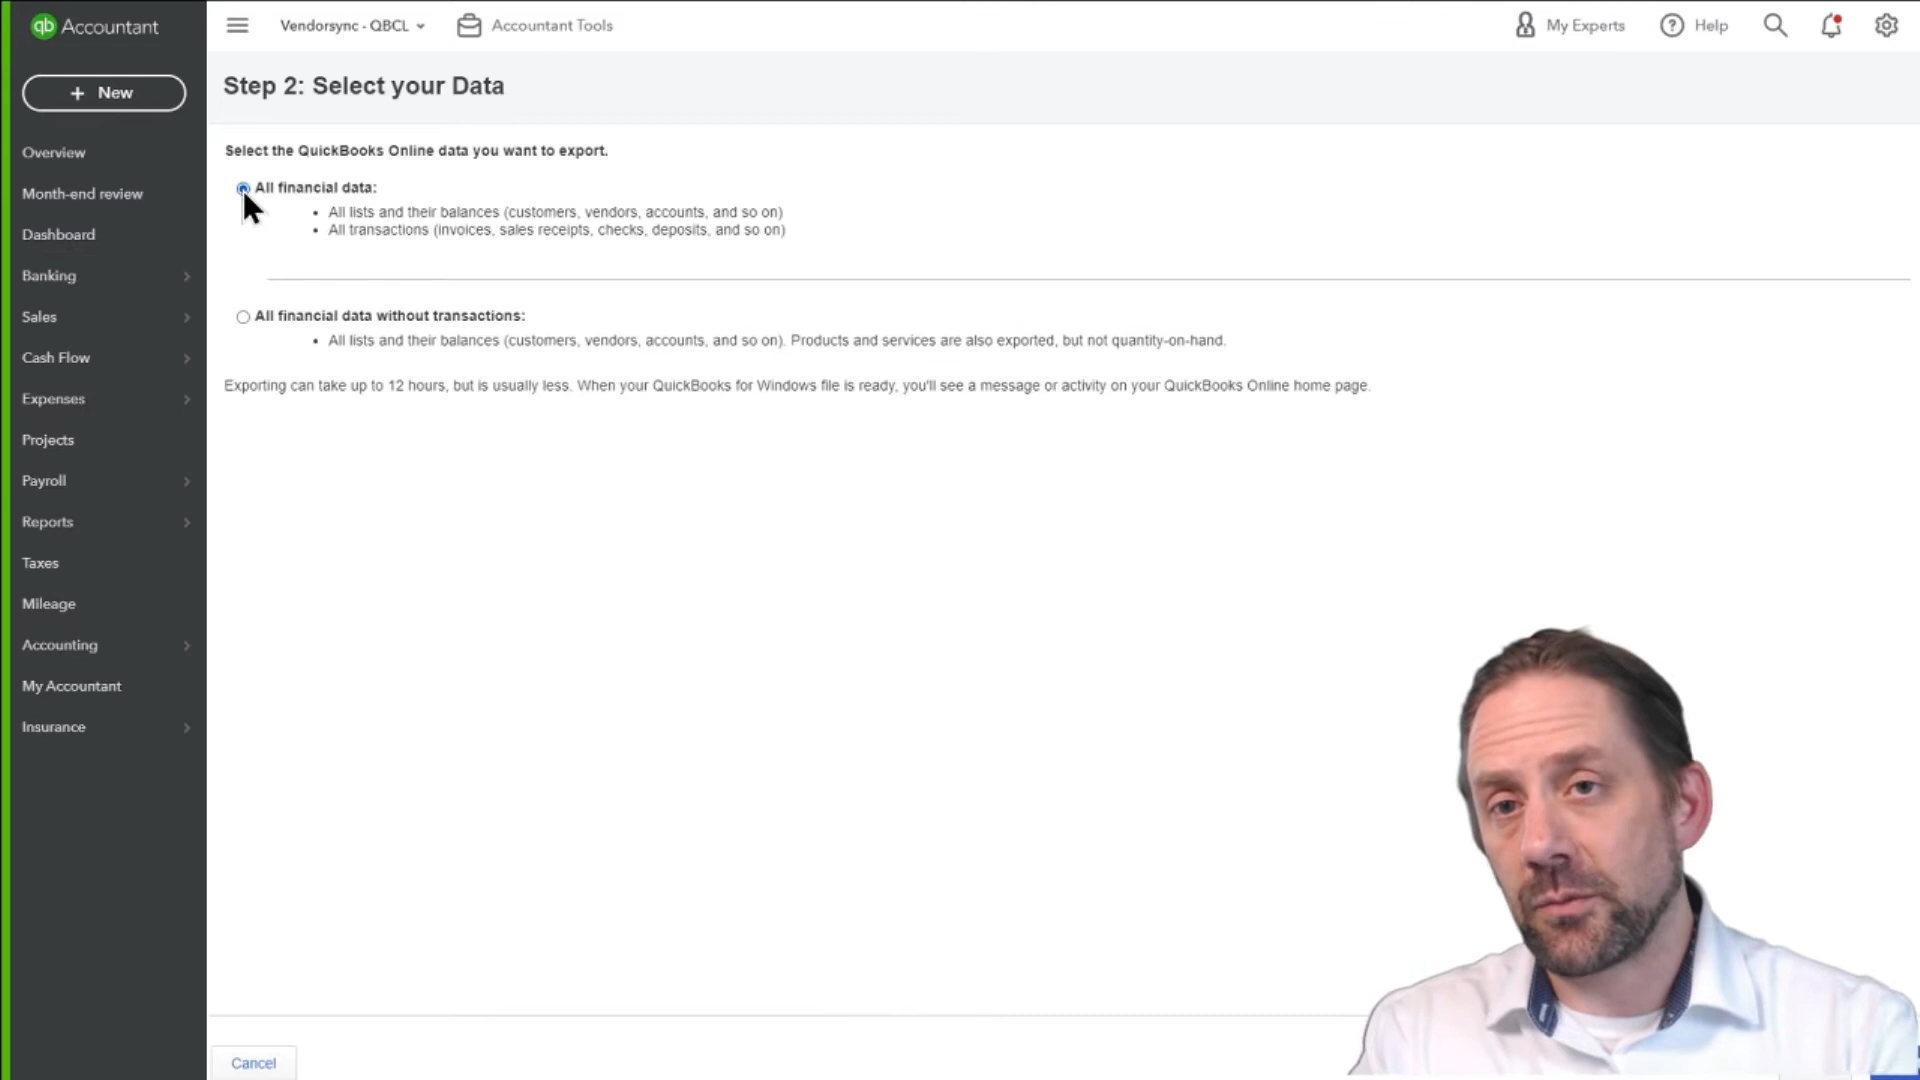 qb Accountant
Vendorsync - QBCL
Accountant Tools
My Experts
Help
+ New
Step 2: Select your Data
Overview
Month-end review
Dashboard
Banking
Sales
Cash Flow
Expenses
Projects
Payroll
Reports
Taxes
Mileage
Accounting
My Accountant
Insurance
Select the QuickBooks Online data you want to export.
All financial data:
• All lists and their balances (customers, vendors, accounts, and so on)
• All transactions (invoices, sales receipts, checks, deposits, and so on)
All financial data without transactions:
• All lists and their balances (customers, vendors, accounts, and so on). Products and services are also exported, but not quantity-on-hand.
Exporting can take up to 12 hours, but is usually less. When your QuickBooks for Windows file is ready, you'll see a message or activity on your QuickBooks Online home page.
Cancel